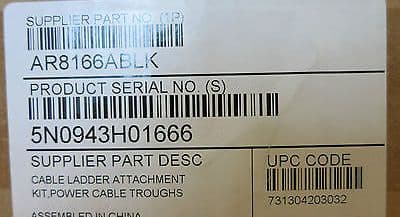 SUPPLIER PART NO. (1P)
AR8166ABLK
PRODUCT SERIAL NO. (S)
5N0943H01666
SUPPLIER PART DESC
UPC CODE
CABLE LADDER ATTACHMENT
KIT,POWER CABLE TROUGHS
731304203032
ASSEMBLED IN CHINA